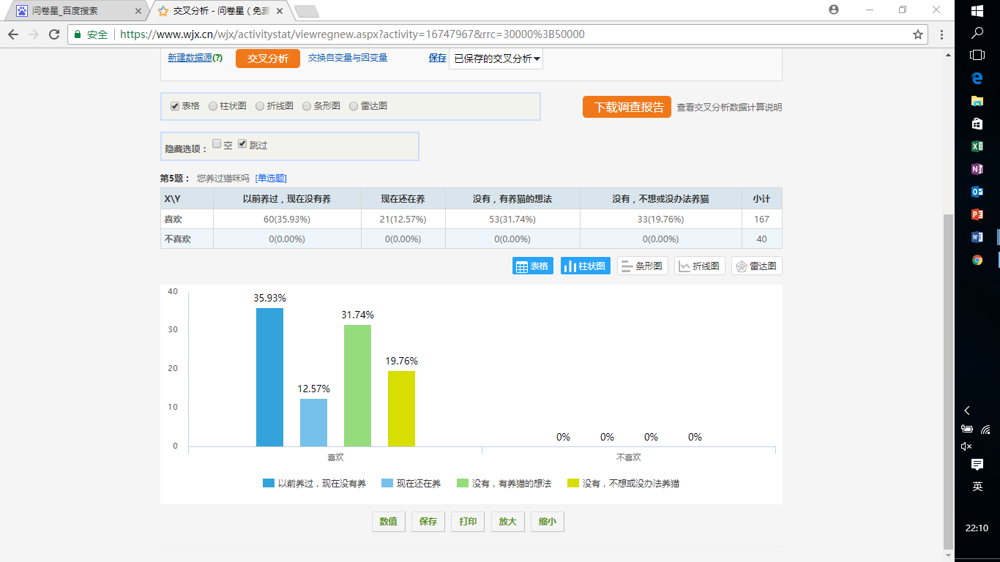 问卷星_百度搜索
交叉分析 - 问卷星（免费
安全 https://www.wjx.cn/wjx/activitystat/viewregnew.aspx?activity=16747967&rrc=30000%3B50000
新建数据源(?) 交叉分析 交换自变量与因变量 保存 已保存的交叉分析
表格 柱状图 折线图 条形图 雷达图
下载调查报告 查看交叉分析数据计算说明
隐藏选项： 空 跳过
第5题： 您养过猫咪吗 [单选题]
X\Y 以前养过，现在没有养 现在还在养 没有，有养猫的想法 没有，不想或没办法养猫 小计
喜欢 60(35.93%) 21(12.57%) 53(31.74%) 33(19.76%) 167
不喜欢 0(0.00%) 0(0.00%) 0(0.00%) 0(0.00%) 40
表格 柱状图 条形图 折线图 雷达图
40
30
20
10
0
35.93%
12.57%
31.74%
19.76%
0% 0% 0% 0%
喜欢 不喜欢
以前养过，现在没有养 现在还在养 没有，有养猫的想法 没有，不想或没办法养猫
数值 保存 打印 放大 缩小
英
22:10